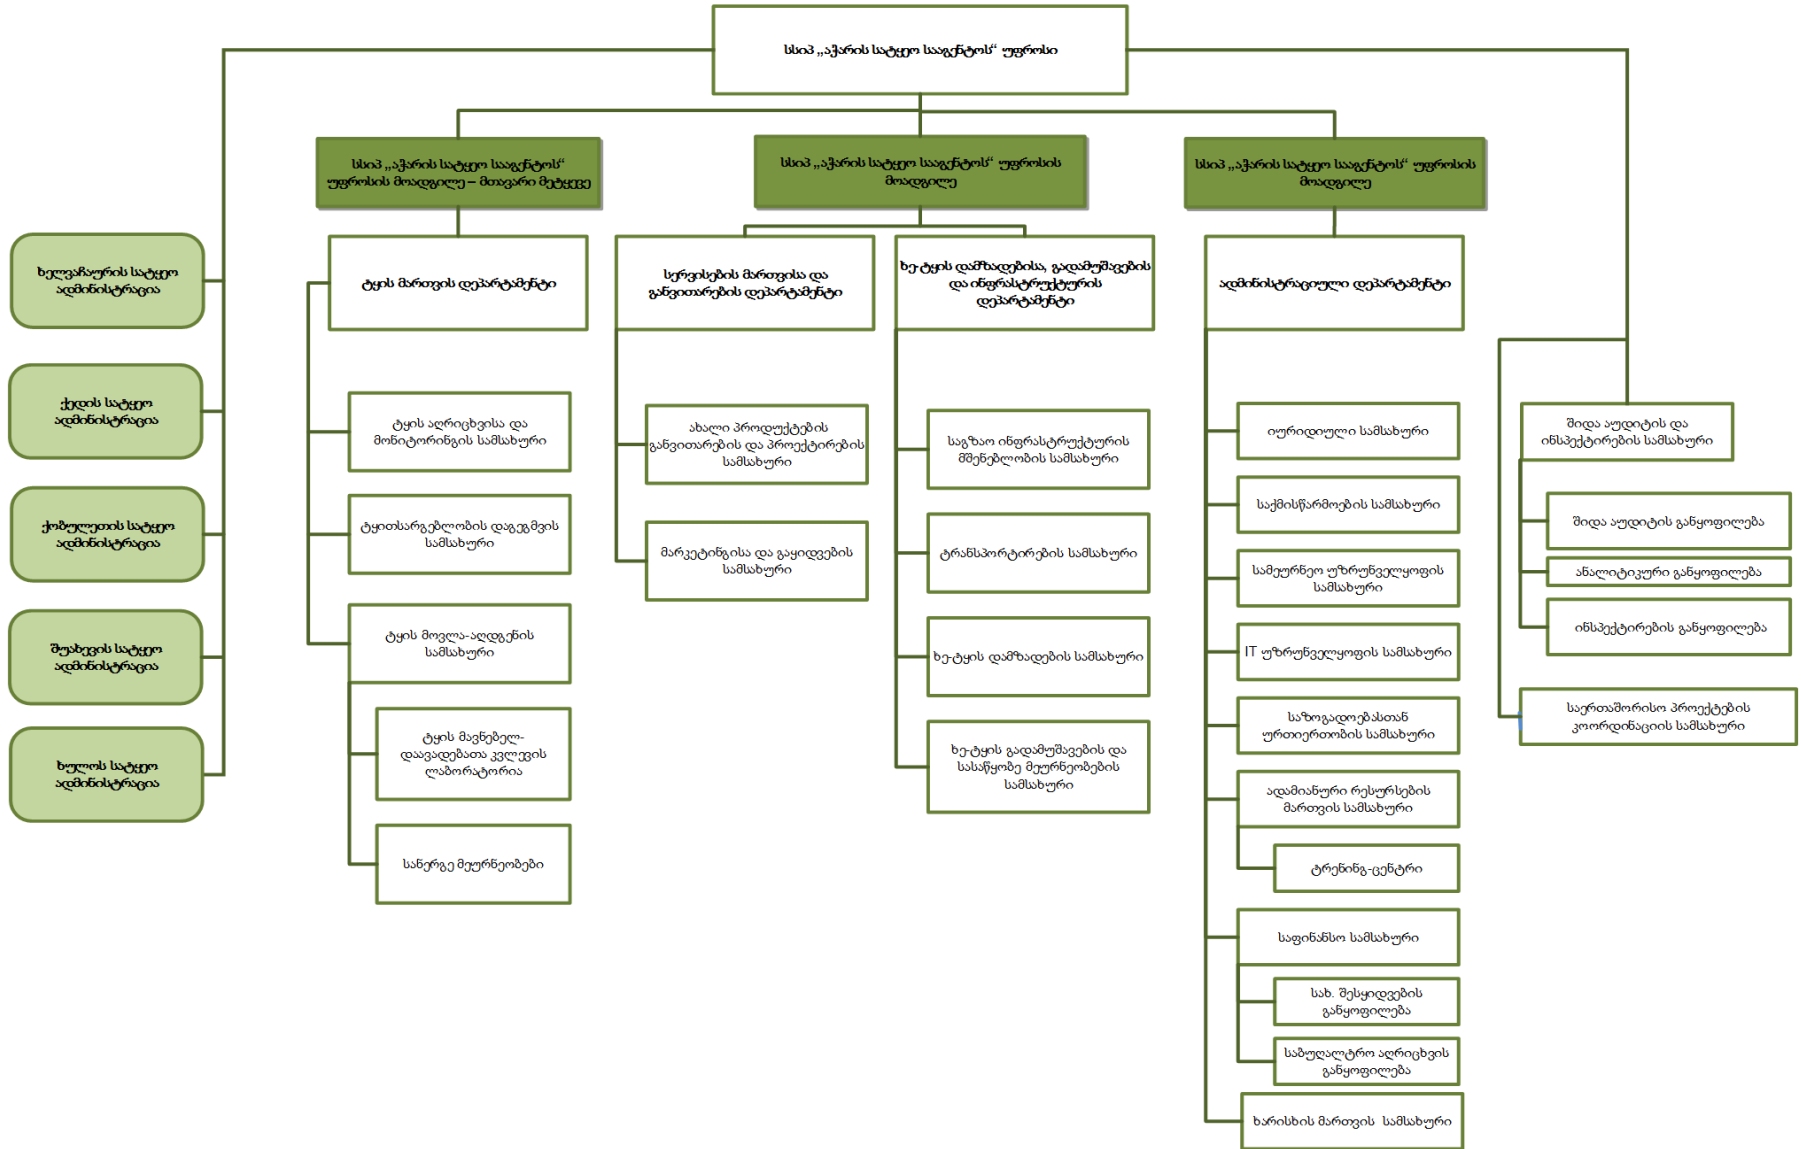 სსიპ „აჭარის სატყეო სააგენტოს“ უფროსი
სსიპ „აჭარის სატყეო სააგენტოს“
უფროსის მოადგილე – მთავარი მეტყევე
სსიპ „აჭარის სატყეო სააგენტოს“ უფროსის
მოადგილე
სსიპ „აჭარის სატყეო სააგენტოს“ უფროსის
მოადგილე
ხელვაჩაურის სატყეო
ადმინისტრაცია
ქედის სატყეო
ადმინისტრაცია
ქობულეთის სატყეო
ადმინისტრაცია
შუახევის სატყეო
ადმინისტრაცია
ხულოს სატყეო
ადმინისტრაცია
ტყის მართვის დეპარტამენტი
ტყის აღრიცხვისა და
მონიტორინგის სამსახური
ტყითსარგებლობის დაგეგმვის
სამსახური
ტყის მოვლა-აღდგენის
სამსახური
ტყის მავნებელ-
დაავადებათა კვლევის
ლაბორატორია
სანერგე მეურნეობები
სერვისების მართვისა და
განვითარების დეპარტამენტი
ახალი პროდუქტების
განვითარების და პროექტირების
სამსახური
მარკეტინგისა და გაყიდვების
სამსახური
ხე-ტყის დამზადებისა, გადამუშავების
და ინფრასტრუქტურის
დეპარტამენტი
საგზაო ინფრასტრუქტურის
მშენებლობის სამსახური
ტრანსპორტირების სამსახური
ხე-ტყის დამზადების სამსახური
ხე-ტყის გადამუშავების და
სასაწყობე მეურნეობების
სამსახური
ადმინისტრაციული დეპარტამენტი
იურიდიული სამსახური
საქმისწარმოების სამსახური
სამეურნეო უზრუნველყოფის
სამსახური
IT უზრუნველყოფის სამსახური
საზოგადოებასთან
ურთიერთობის სამსახური
ადამიანური რესურსების
მართვის სამსახური
ტრენინგ-ცენტრი
საფინანსო სამსახური
სახ. შესყიდვების
განყოფილება
საბუღალტრო აღრიცხვის
განყოფილება
ხარისხის მართვის სამსახური
შიდა აუდიტის და
ინსპექტირების სამსახური
შიდა აუდიტის განყოფილება
ანალიტიკური განყოფილება
ინსპექტირების განყოფილება
საერთაშორისო პროექტების
კოორდინაციის სამსახური